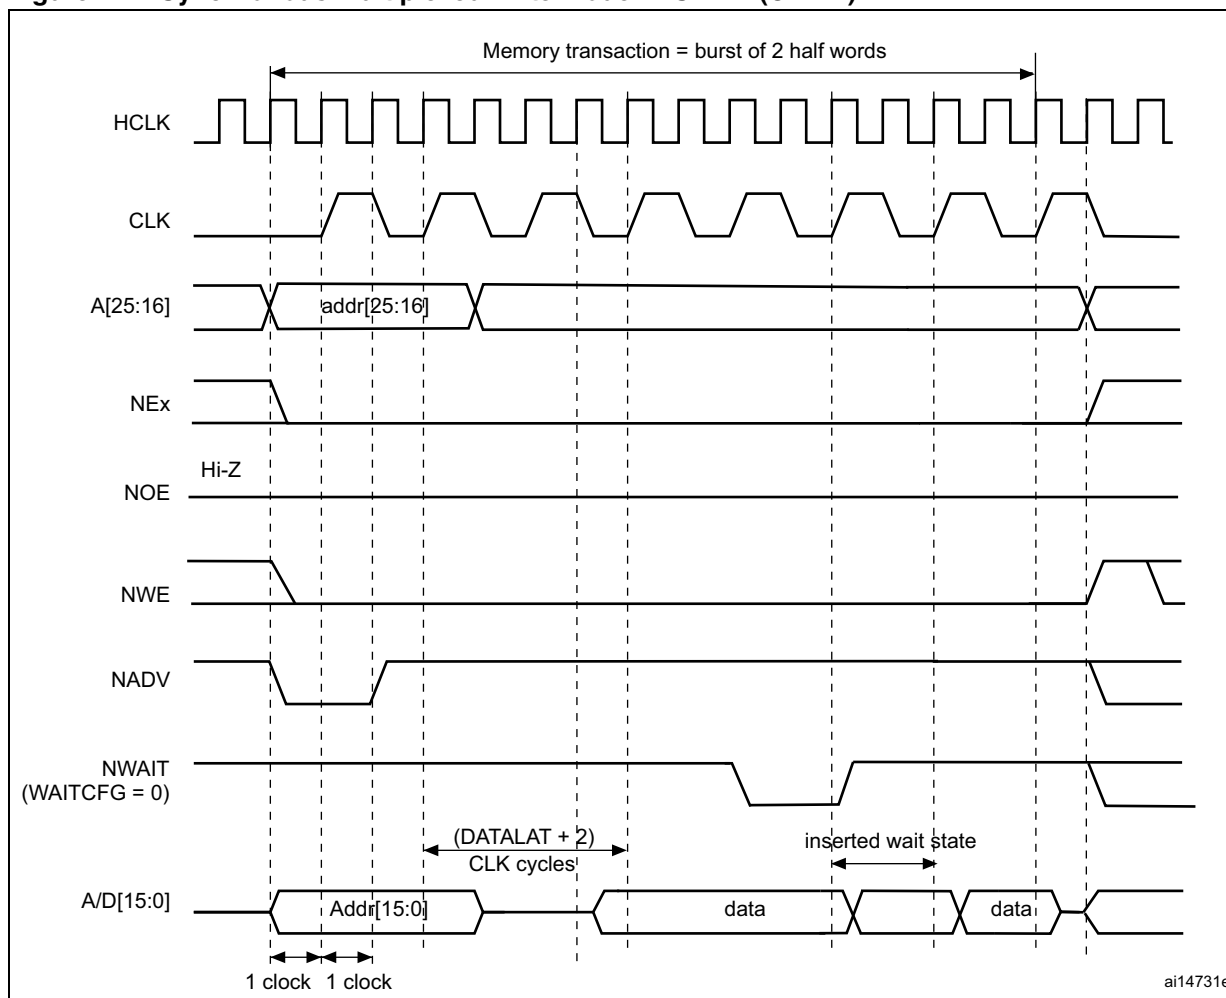 Memory transaction = burst of 2 half words
HCLK
CLK
A[25:16]
addr[25:16]
NEx
Hi-Z
NOE
NWE
NADV
NWAIT
(WAITCFG = 0)
(DATALAT + 2)
CLK cycles
inserted wait state
A/D[15:0]
Addr[15:0]
data
data
1 clock
1 clock
ai14731e